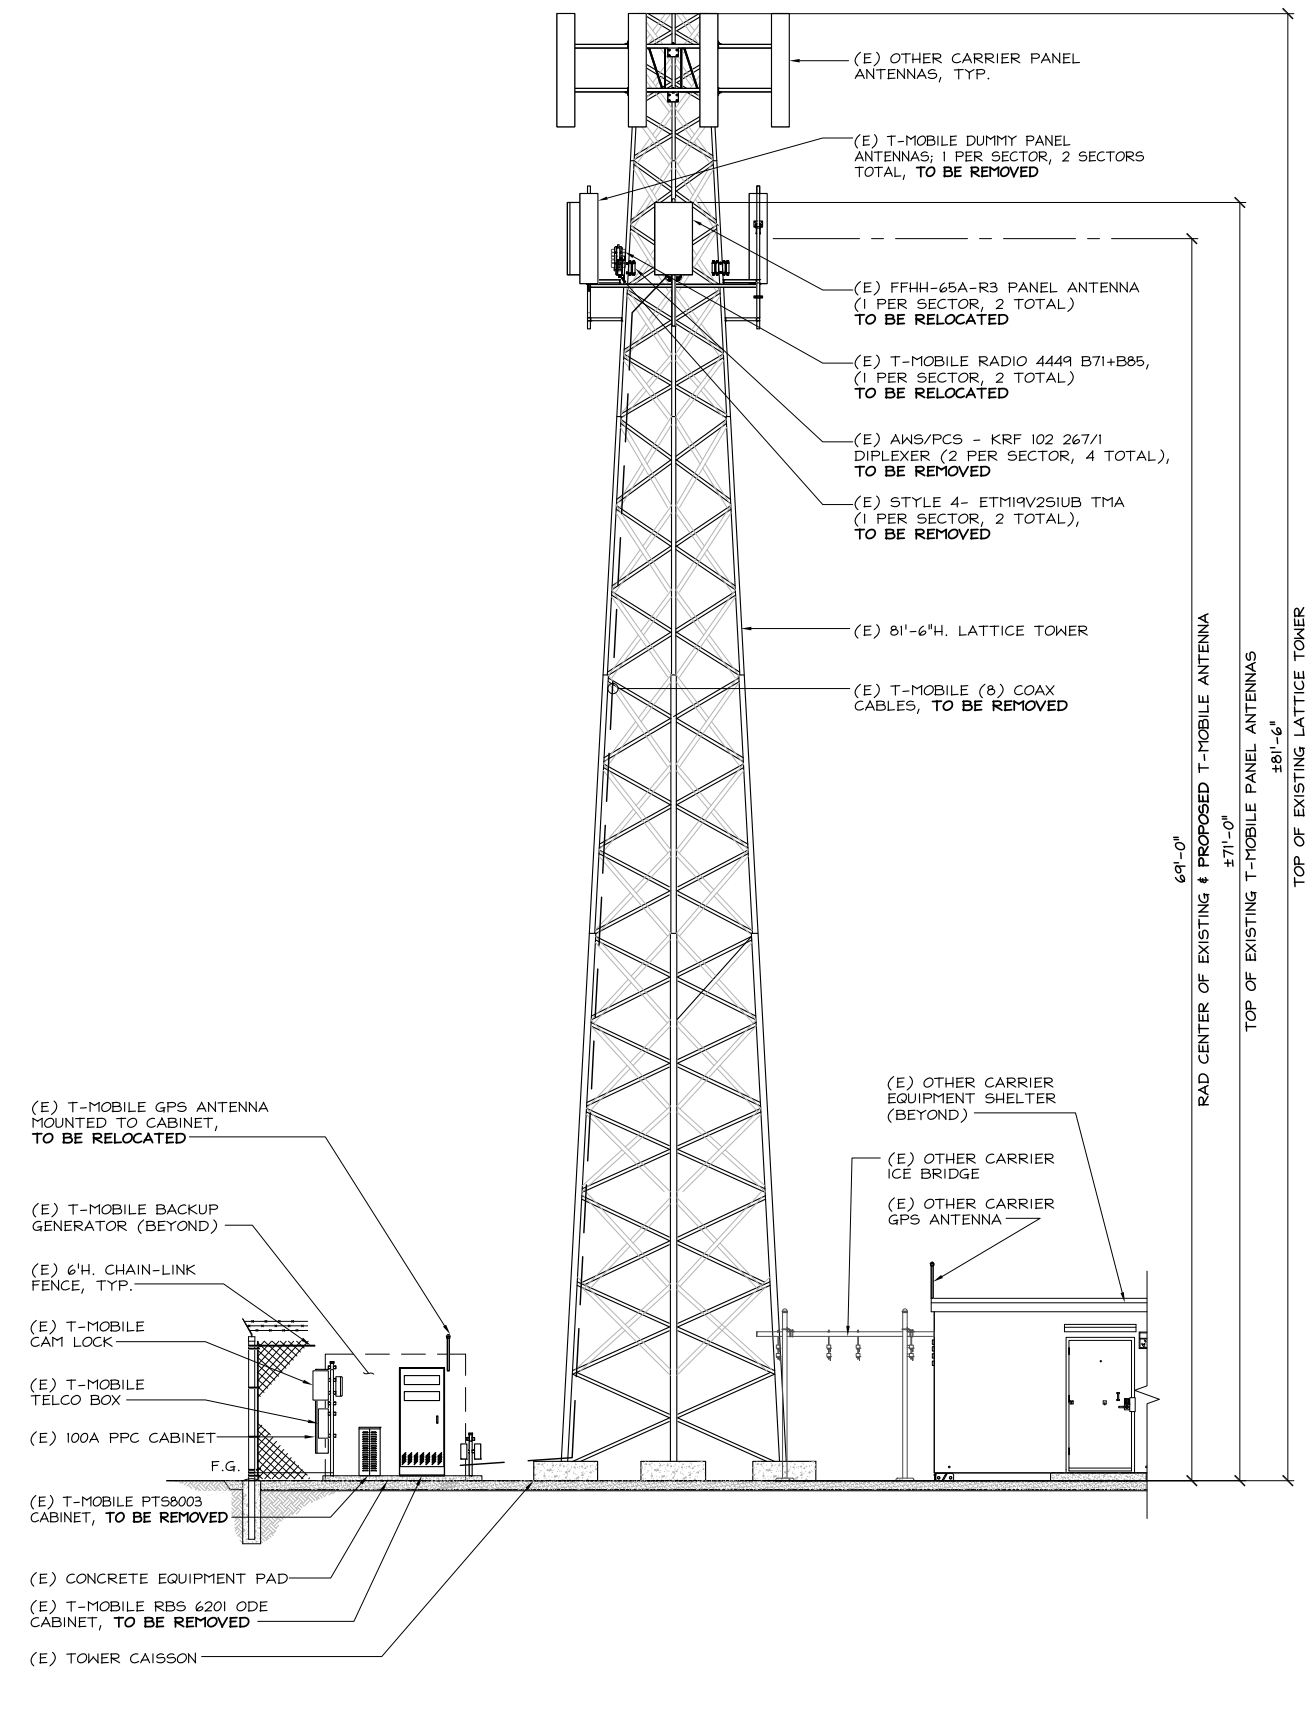 (E) OTHER CARRIER PANEL
ANTENNAS, TYP.
(E) T-MOBILE DUMMY PANEL
ANTENNAS; 1 PER SECTOR, 2 SECTORS
TOTAL, TO BE REMOVED
(E) FFHH-65A-R3 PANEL ANTENNA
(1 PER SECTOR, 2 TOTAL)
TO BE RELOCATED
(E) T-MOBILE RADIO 4449 B71+B85,
(1 PER SECTOR, 2 TOTAL)
TO BE RELOCATED
(E) AWS/PCS - KRF 102 267/1
DIPLEXER (2 PER SECTOR, 4 TOTAL),
TO BE REMOVED
(E) STYLE 4- ETM19V2S1UB TMA
(1 PER SECTOR, 2 TOTAL),
TO BE REMOVED
(E) 81'-6"H. LATTICE TOWER
(E) T-MOBILE (8) COAX
CABLES, TO BE REMOVED
69'-0"
RAD CENTER OF EXISTING & PROPOSED T-MOBILE ANTENNA
±71'-0"
TOP OF EXISTING T-MOBILE PANEL ANTENNAS
±81'-6"
TOP OF EXISTING LATTICE TOWER
(E) OTHER CARRIER
EQUIPMENT SHELTER
(BEYOND)
(E) OTHER CARRIER
ICE BRIDGE
(E) OTHER CARRIER
GPS ANTENNA
(E) T-MOBILE GPS ANTENNA
MOUNTED TO CABINET,
TO BE RELOCATED
(E) T-MOBILE BACKUP
GENERATOR (BEYOND)
(E) 6'H. CHAIN-LINK
FENCE, TYP.
(E) T-MOBILE
CAM LOCK
(E) T-MOBILE
TELCO BOX
(E) 100A PPC CABINET
F.G.
(E) T-MOBILE PTS8003
CABINET, TO BE REMOVED
(E) CONCRETE EQUIPMENT PAD
(E) T-MOBILE RBS 6201 ODE
CABINET, TO BE REMOVED
(E) TOWER CAISSON